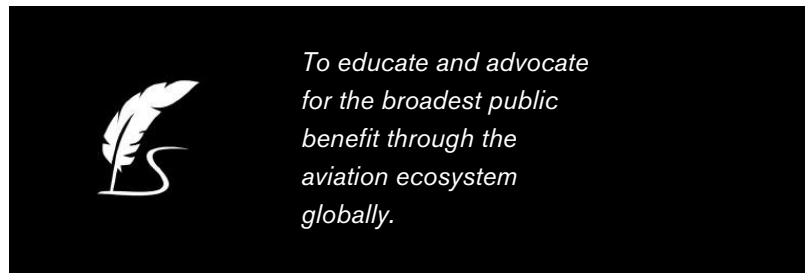 To educate and advocate
for the broadest public
benefit through the
aviation ecosystem
globally.